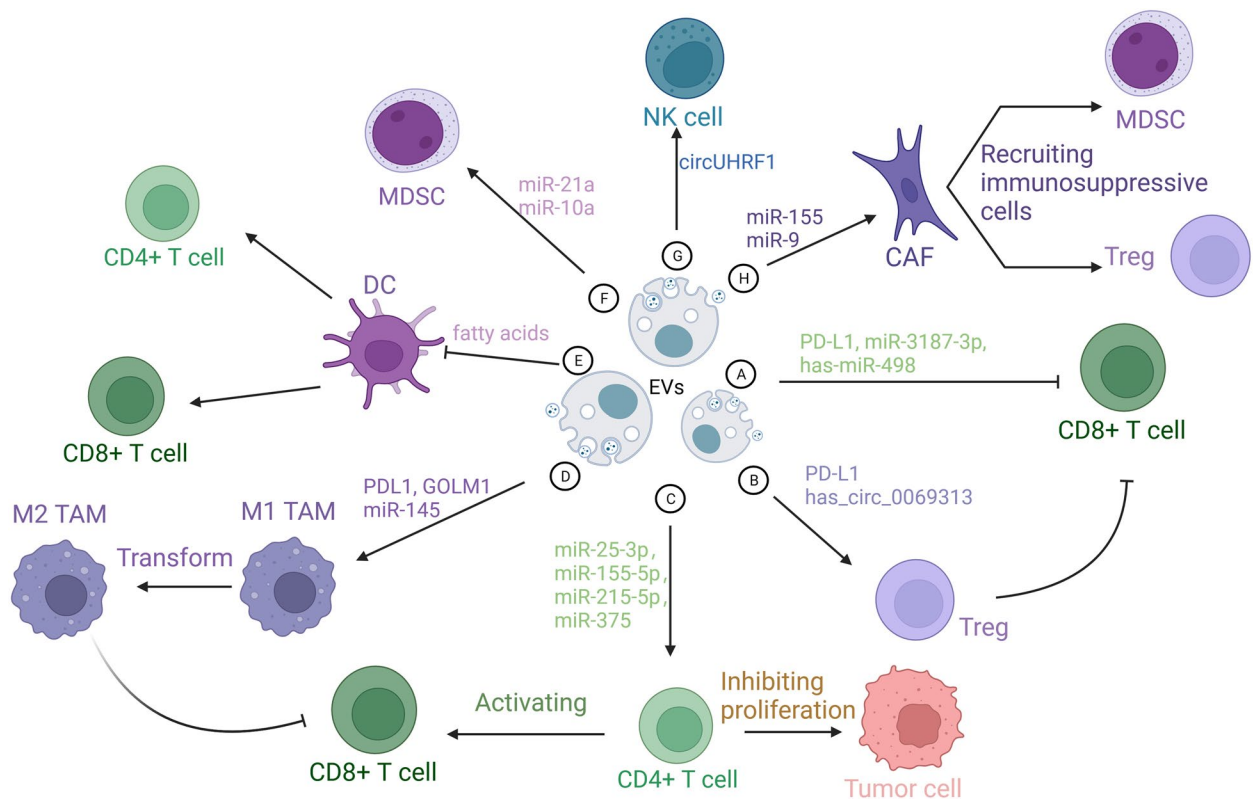 MDSC
NK cell
circUHRF1
MDSC
miR-21a
miR-10a
miR-155
miR-9
CAF
Recruiting
immunosuppressive
cells
Treg
CD4+ T cell
DC
fatty acids
G
H
F
E
EVs
A
PD-L1, miR-3187-3p,
has-miR-498
CD8+ T cell
CD8+ T cell
D
B
C
PD-L1
has_circ_0069313
PDL1, GOLM1
miR-145
M2 TAM
M1 TAM
Transform
miR-25-3p,
miR-155-5p,
miR-215-5p,
miR-375
Treg
Activating
Inhibiting
proliferation
CD8+ T cell
CD4+ T cell
Tumor cell